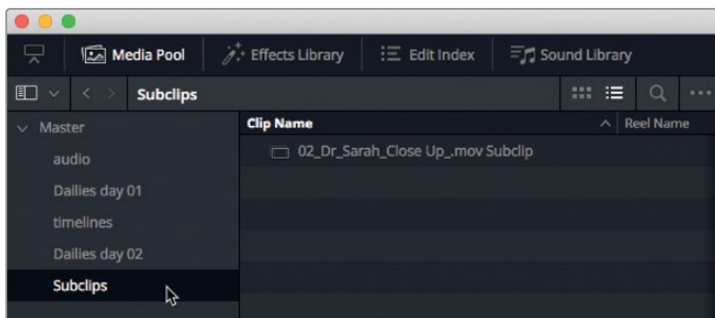 Media Pool Effects Library Edit Index Sound Library
Subclips
Master
audio
Dailies day 01
timelines
Dailies day 02
Subclips
Clip Name Reel Name
02_Dr_Sarah_Close Up_.mov Subclip